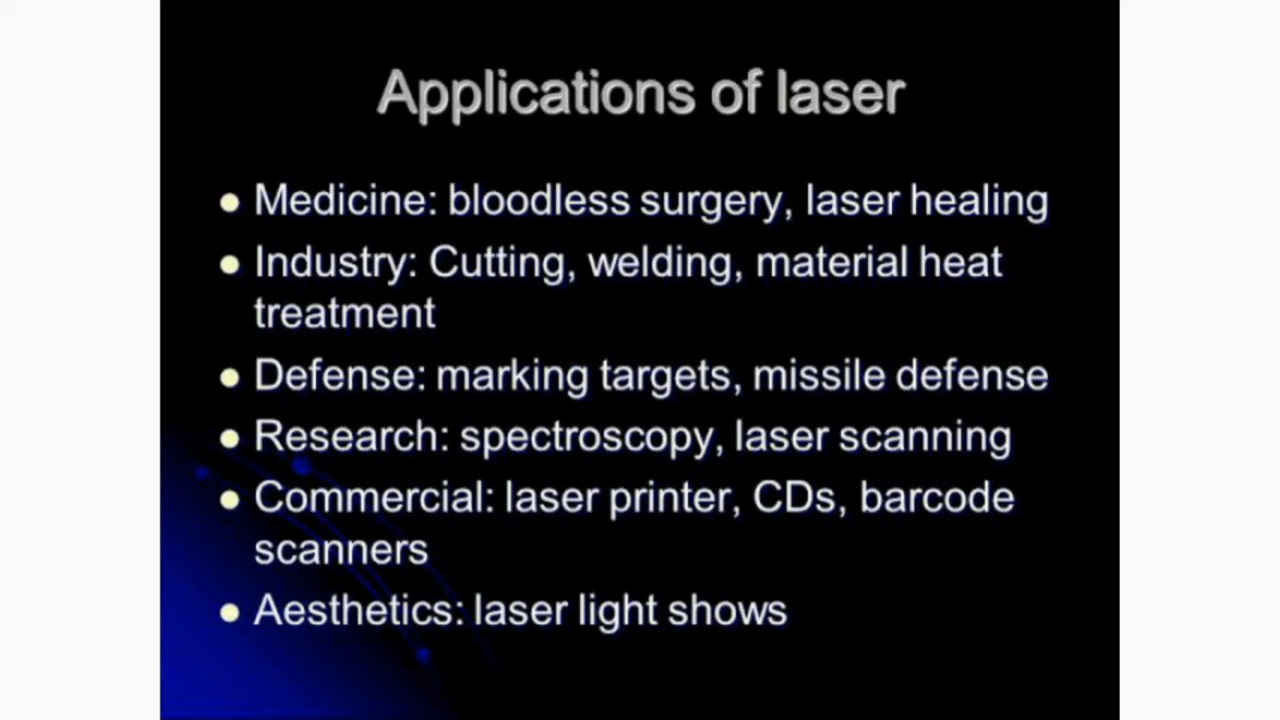 Applications of laser
● Medicine: bloodless surgery, laser healing
● Industry: Cutting, welding, material heat
treatment
● Defense: marking targets, missile defense
● Research: spectroscopy, laser scanning
● Commercial: laser printer, CDs, barcode
scanners
● Aesthetics: laser light shows